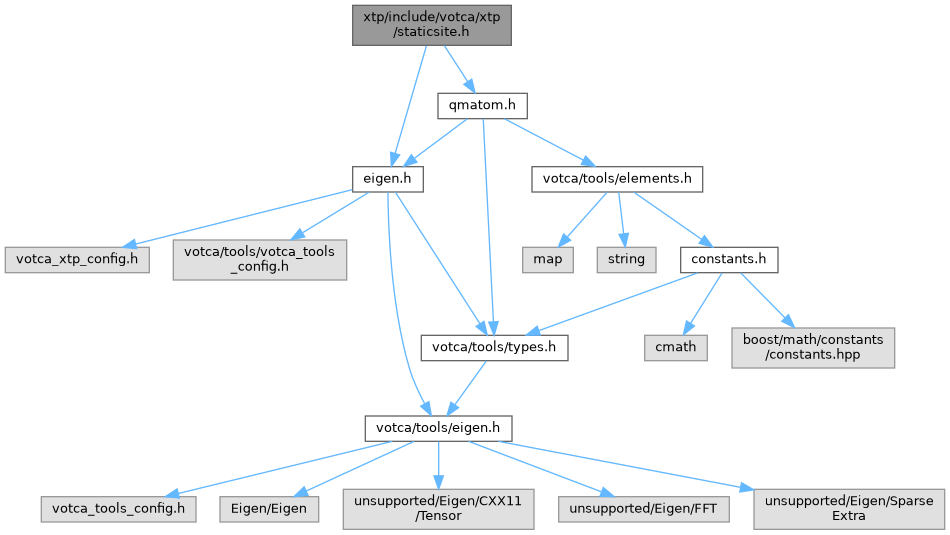 xtp/include/votca/xtp
/staticsite.h
qmatom.h
eigen.h
votca/tools/elements.h
votca_xtp_config.h
votca/tools/votca_tools
_config.h
map
string
constants.h
votca/tools/types.h
cmath
boost/math/constants
/constants.hpp
votca/tools/eigen.h
votca_tools_config.h
Eigen/Eigen
unsupported/Eigen/CXX11
/Tensor
unsupported/Eigen/FFT
unsupported/Eigen/Sparse
Extra